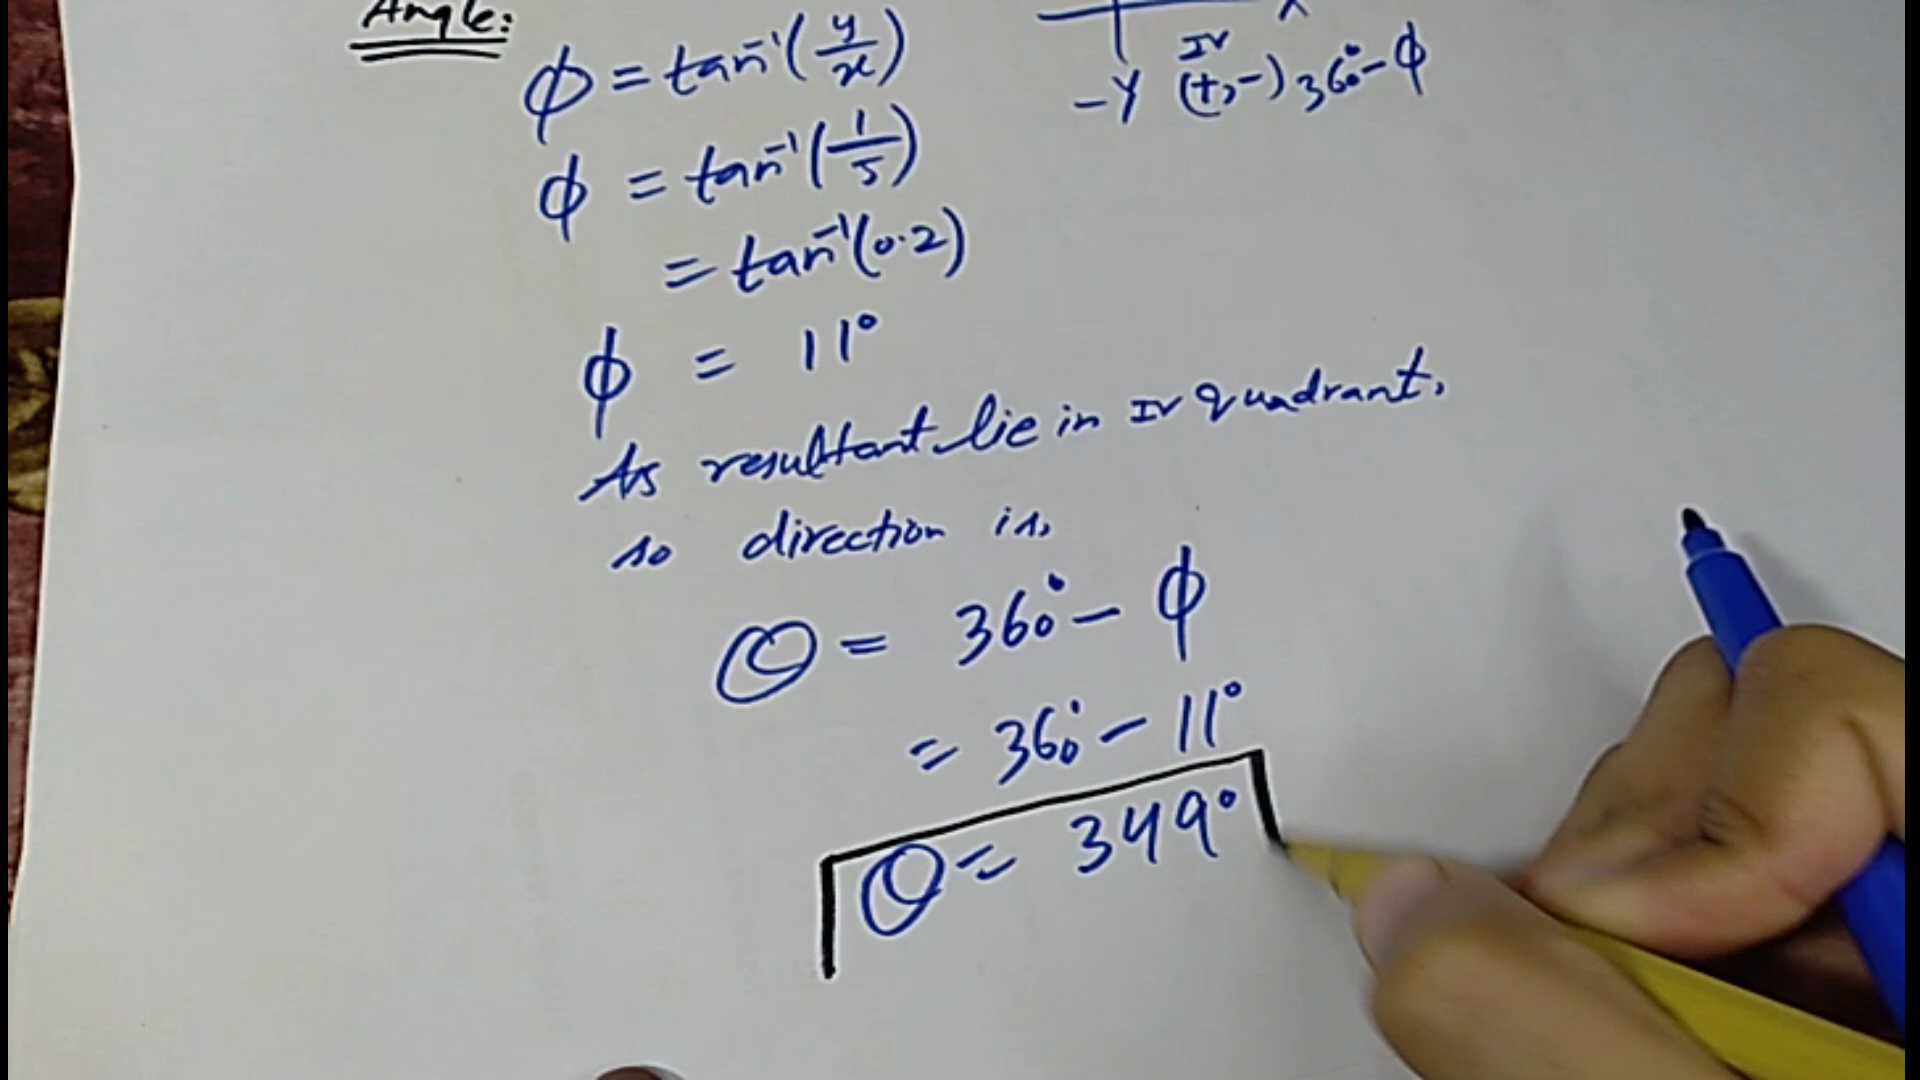 Angle:
ϕ = tan⁻¹(y/x)
ϕ = tan⁻¹(1/5)
= tan⁻¹(0.2)
ϕ = 11°
As resultant lie in IV quadrant,
so direction is,
θ = 360° - ϕ
= 360° - 11°
θ = 349°
X
IV
-Y (+,-) 360° - ϕ